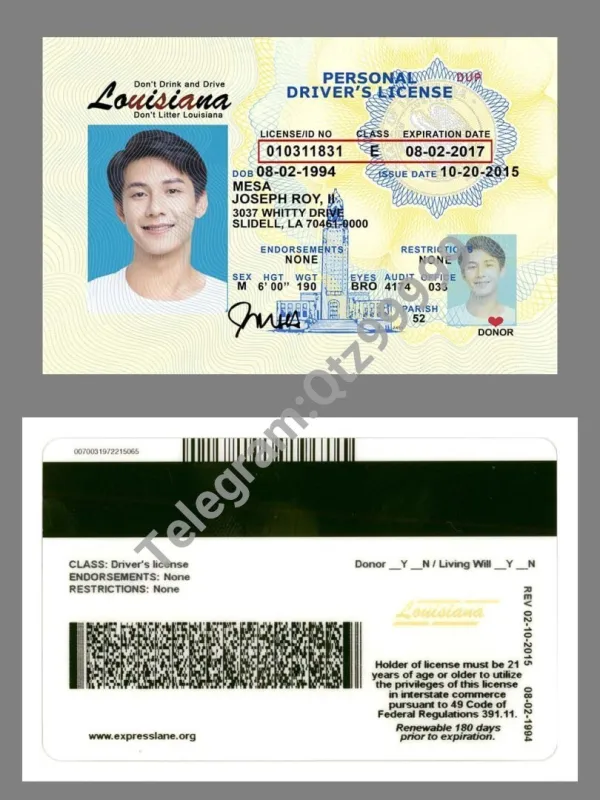 Don't Drink and Drive
Louisiana
Don't Litter Louisiana
PERSONAL DUP
DRIVER'S LICENSE
LICENSE/ID NO CLASS EXPIRATION DATE
010311831 E 08-02-2017
DOB 08-02-1994 ISSUE DATE 10-20-2015
MESA
JOSEPH ROY, II
3037 WHITTY DRIVE
SLIDELL, LA 70461-0000
ENDORSEMENTS RESTRICTIONS
NONE NONE
SEX HGT WGT EYES AUDIT OFFICE
M 6'00" 190 BRO 4174 033
PARISH
52
DONOR
Telegram:Qtz99999
0070031972215065
CLASS: Driver's license
ENDORSEMENTS: None
RESTRICTIONS: None
Donor __Y __N / Living Will __Y __N
Louisiana
REV 02-10-2015 08-02-1994
Holder of license must be 21
years of age or older to utilize
the privileges of this license
in interstate commerce
pursuant to 49 Code of
Federal Regulations 391.11.
Renewable 180 days
prior to expiration.
www.expresslane.org